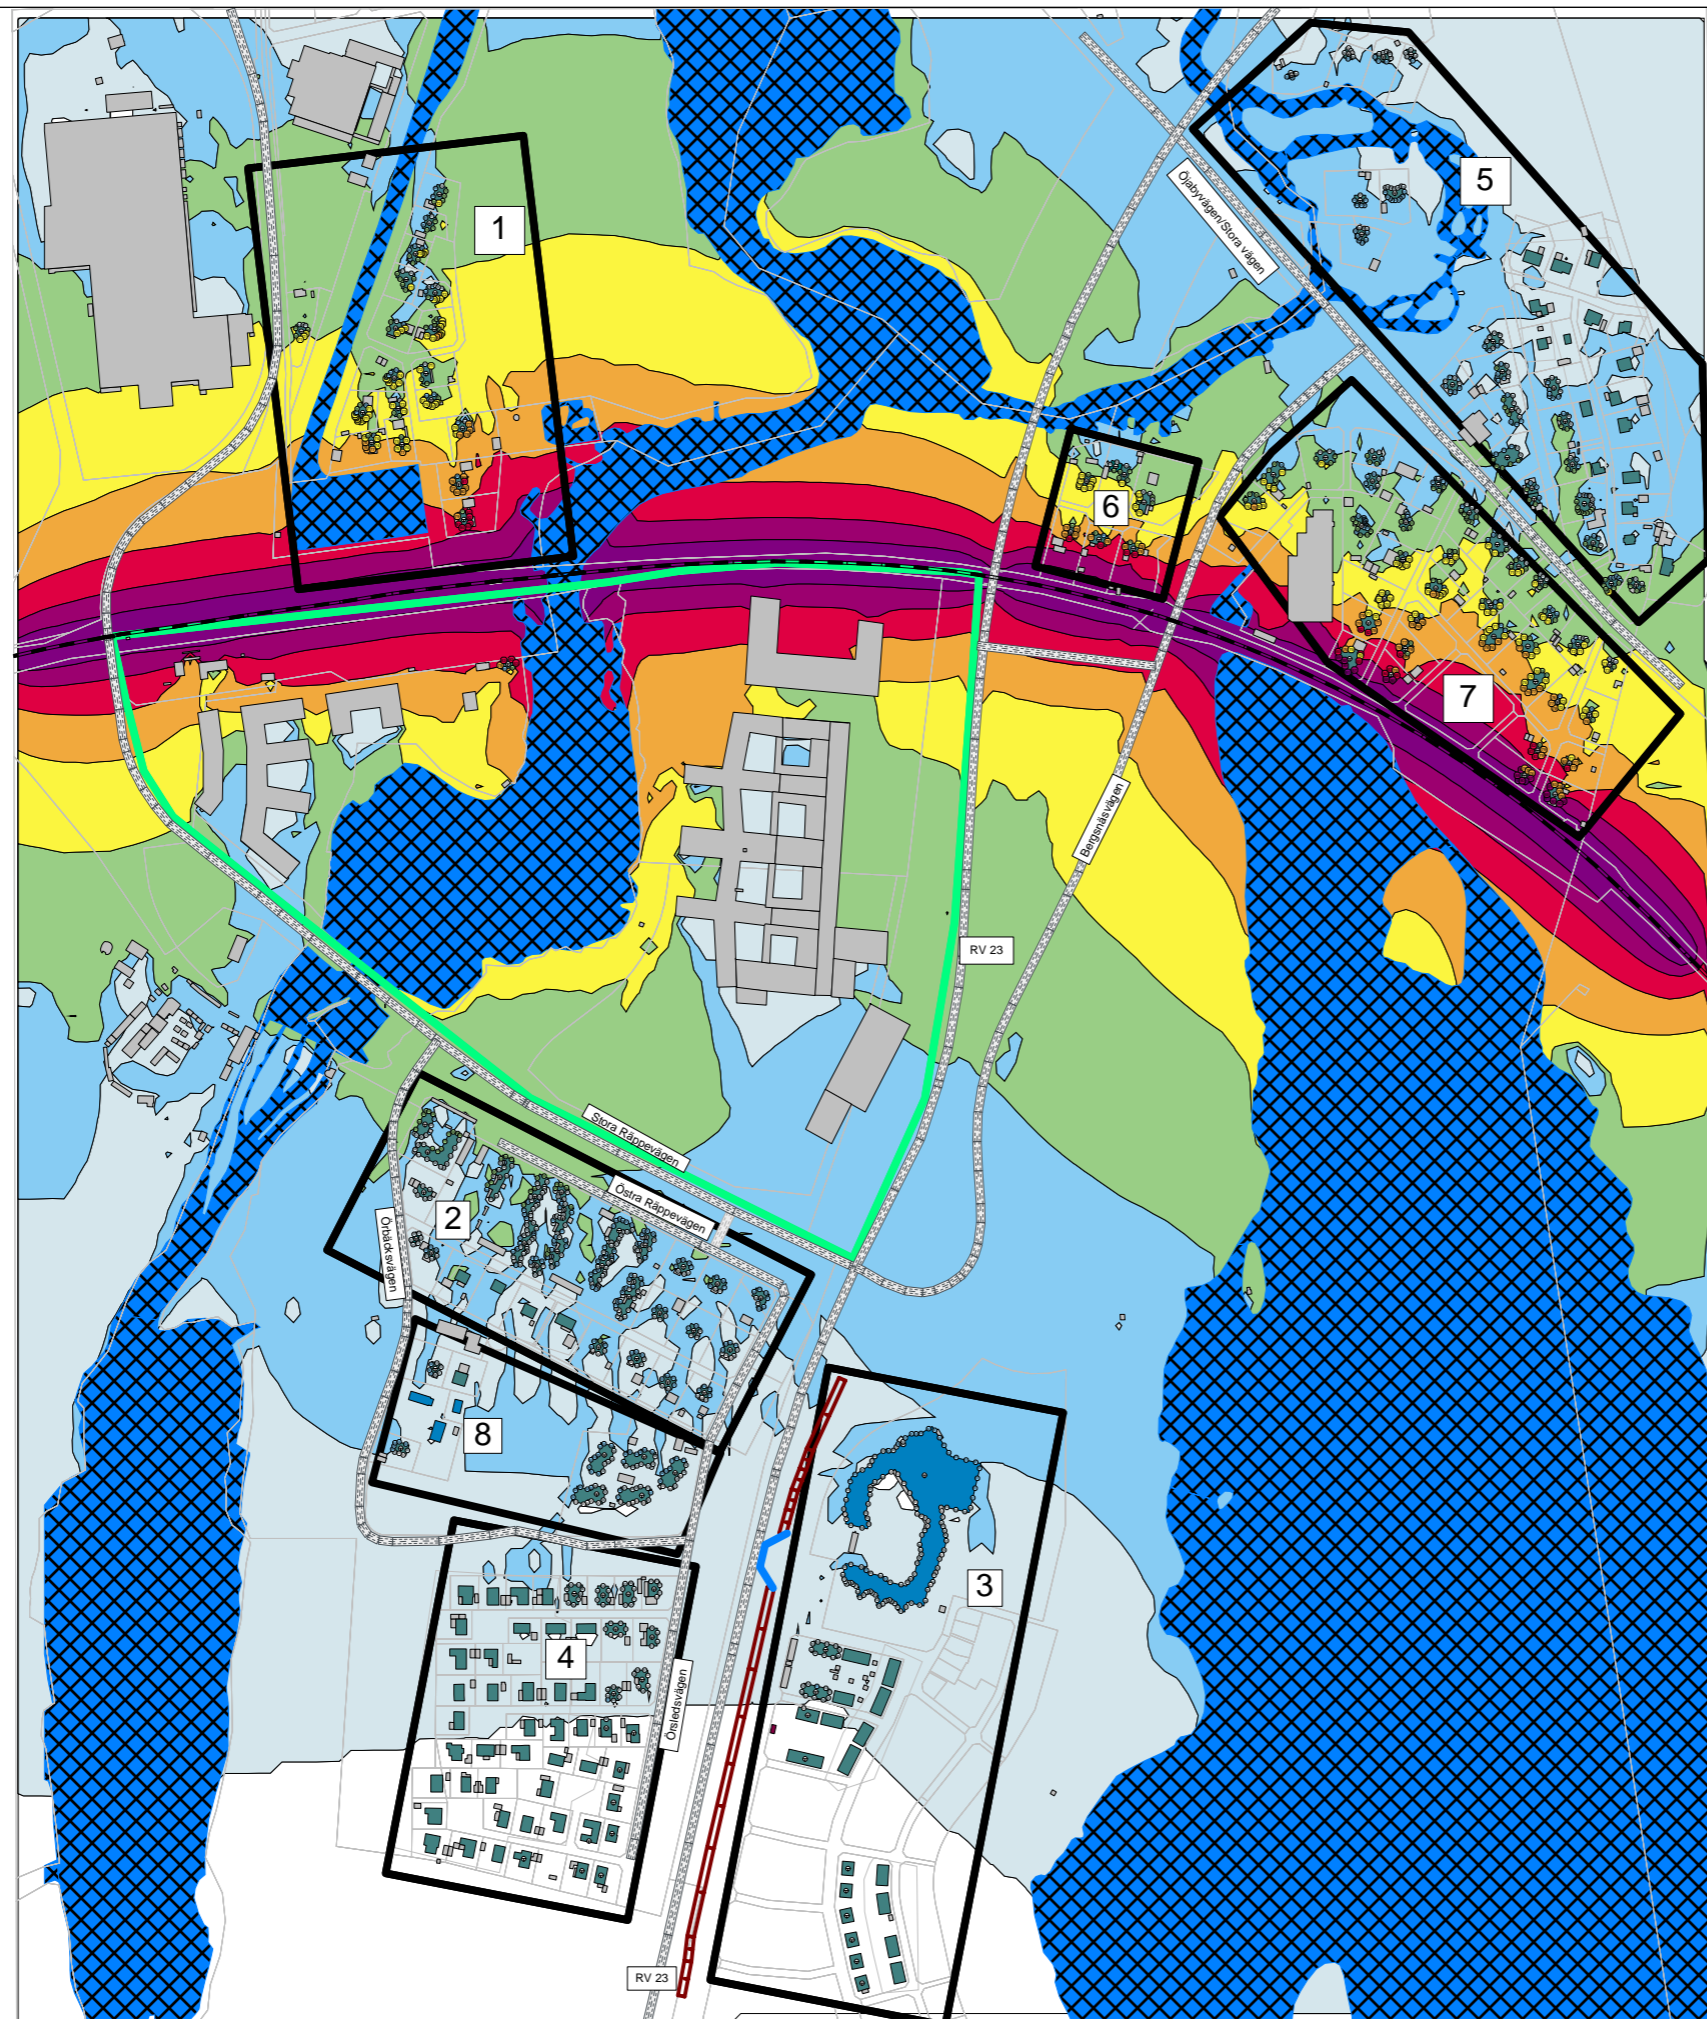 5
Öjabyvägen/Stora vägen
1
6
7
Bergsnäsvägen
RV 23
Stora Räppevägen
Östra Räppevägen
2
Örbäcksvägen
8
3
4
Örsledsvägen
RV 23